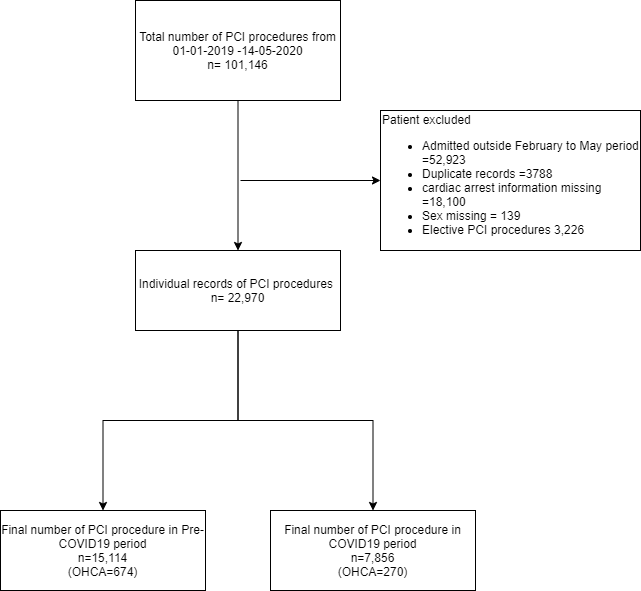 Total number of PCI procedures from
01-01-2019 -14-05-2020
n= 101,146
Patient excluded
• Admitted outside February to May period
=52,923
• Duplicate records =3788
• cardiac arrest information missing
=18,100
• Sex missing = 139
• Elective PCI procedures 3,226
Individual records of PCI procedures
n= 22,970
Final number of PCI procedure in Pre-
COVID19 period
n=15,114
(OHCA=674)
Final number of PCI procedure in
COVID19 period
n=7,856
(OHCA=270)